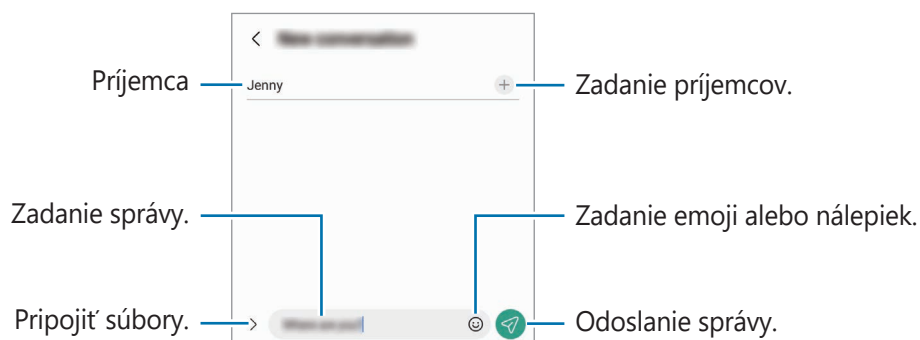 Príjemca
Jenny
Zadanie príjemcov.
Zadanie správy.
Zadanie emoji alebo nálepiek.
Pripojiť súbory.
Odoslanie správy.